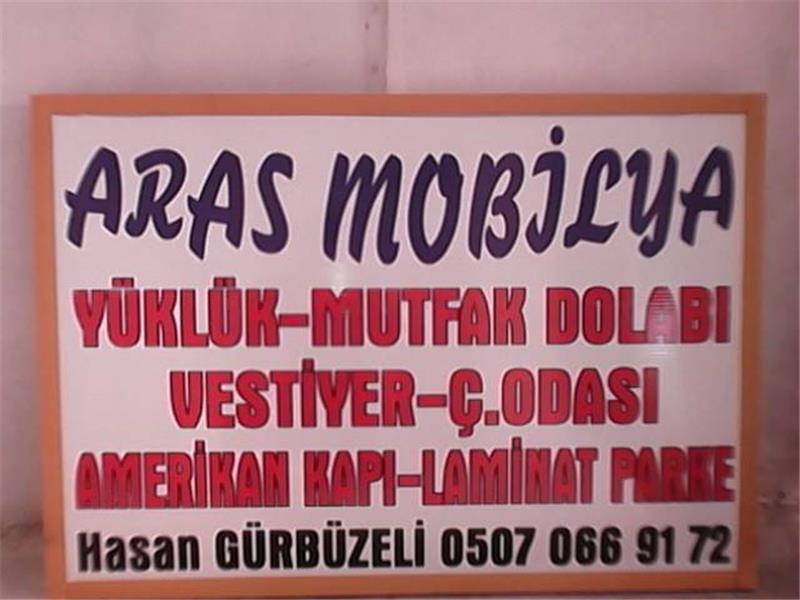 ARAS MOBİLYA
YÜKLÜK-MUTFAK DOLABI
VESTİYER-Ç.ODASI
AMERİKAN KAPI-LAMİNAT PARKE
Hasan GÜRBÜZELİ 0507 066 91 72